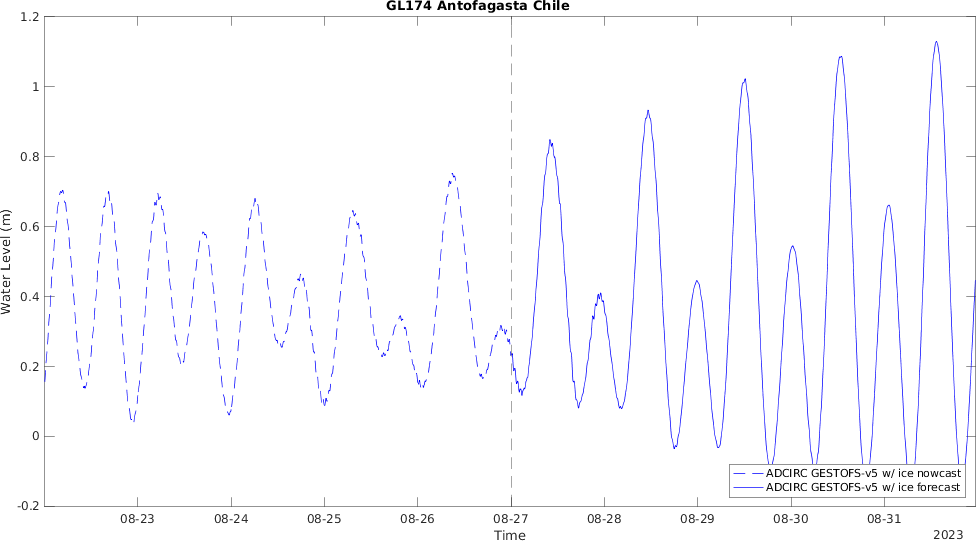 GL174 Antofagasta Chile
1.2
1
0.8
0.6
0.4
0.2
0
-0.2
Water Level (m)
ADCIRC GESTOFS-v5 w/ ice nowcast
ADCIRC GESTOFS-v5 w/ ice forecast
08-23 08-24 08-25 08-26 08-27 08-28 08-29 08-30 08-31
Time
2023